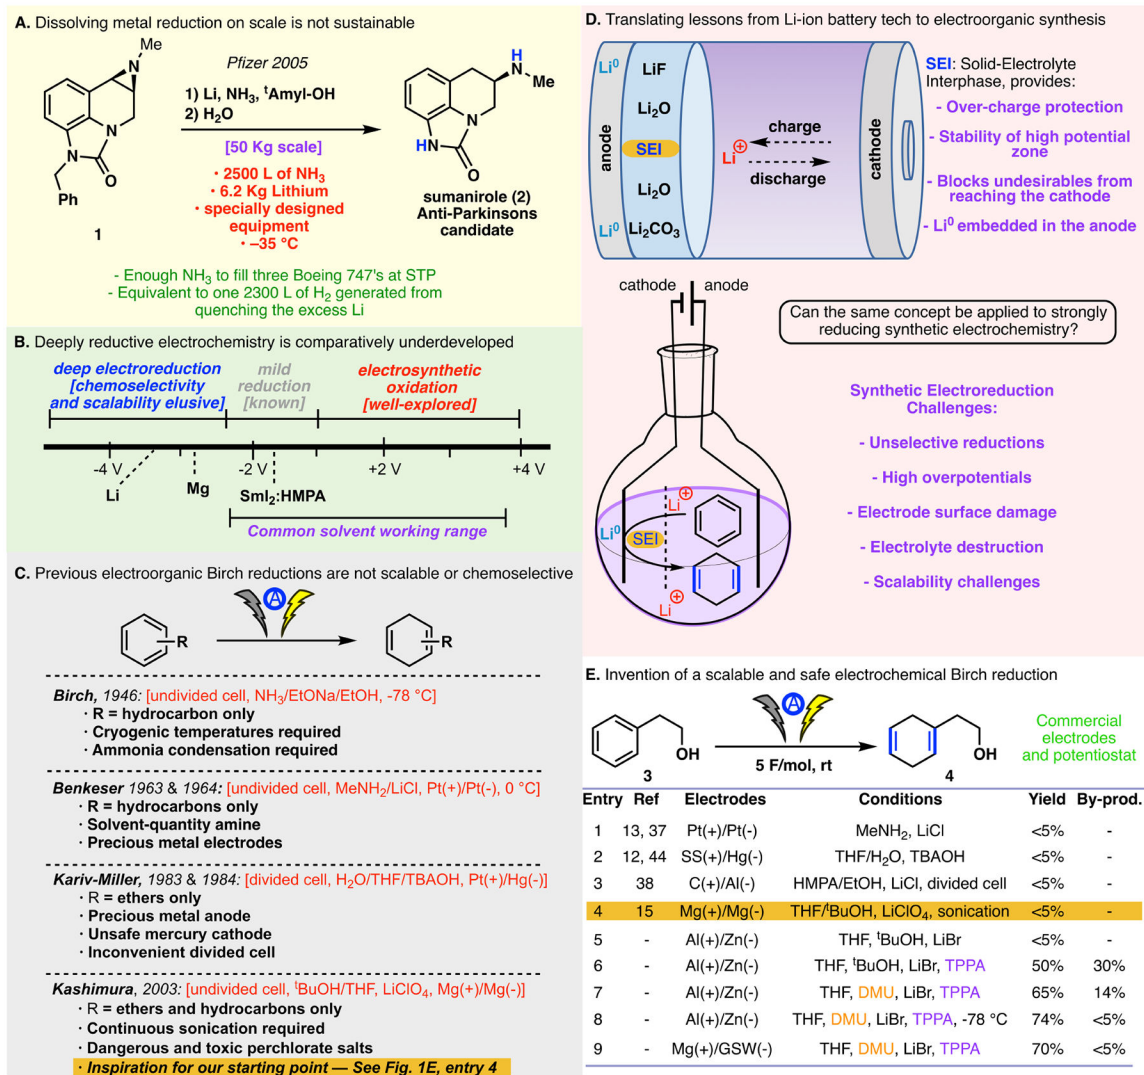 A. Dissolving metal reduction on scale is not sustainable
Me
N
N
N
O
Ph
1
Pfizer 2005
1) Li, NH₃, ᵗAmyl-OH
2) H₂O
[50 Kg scale]
· 2500 L of NH₃
· 6.2 Kg Lithium
· specially designed
equipment
· –35 °C
H
N
Me
N
HN
O
sumanirole (2)
Anti-Parkinsons
candidate
- Enough NH₃ to fill three Boeing 747's at STP
- Equivalent to one 2300 L of H₂ generated from
quenching the excess Li
B. Deeply reductive electrochemistry is comparatively underdeveloped
deep electroreduction
[chemoselectivity
and scalability elusive]
mild
reduction
[known]
electrosynthetic
oxidation
[well-explored]
-4 V
-2 V
+2 V
+4 V
Li
Mg
SmI₂:HMPA
Common solvent working range
C. Previous electroorganic Birch reductions are not scalable or chemoselective
A
R
R
Birch, 1946: [undivided cell, NH₃/EtONa/EtOH, -78 °C]
· R = hydrocarbon only
· Cryogenic temperatures required
· Ammonia condensation required
Benkeser 1963 & 1964: [undivided cell, MeNH₂/LiCl, Pt(+)/Pt(-), 0 °C]
· R = hydrocarbons only
· Solvent-quantity amine
· Precious metal electrodes
Kariv-Miller, 1983 & 1984: [divided cell, H₂O/THF/TBAOH, Pt(+)/Hg(-)]
· R = ethers only
· Precious metal anode
· Unsafe mercury cathode
· Inconvenient divided cell
Kashimura, 2003: [undivided cell, ᵗBuOH/THF, LiClO₄, Mg(+)/Mg(-)]
· R = ethers and hydrocarbons only
· Continuous sonication required
· Dangerous and toxic perchlorate salts
· Inspiration for our starting point — See Fig. 1E, entry 4
D. Translating lessons from Li-ion battery tech to electroorganic synthesis
Li⁰
anode
Li⁰
LiF
Li₂O
SEI
Li₂O
Li₂CO₃
charge
Li⊕
discharge
cathode
SEI: Solid-Electrolyte
Interphase, provides:
- Over-charge protection
- Stability of high potential
zone
- Blocks undesirables from
reaching the cathode
- Li⁰ embedded in the anode
cathode
anode
Li⊕
Li⁰
SEI
Li⊕
Can the same concept be applied to strongly
reducing synthetic electrochemistry?
Synthetic Electroreduction
Challenges:
- Unselective reductions
- High overpotentials
- Electrode surface damage
- Electrolyte destruction
- Scalability challenges
E. Invention of a scalable and safe electrochemical Birch reduction
OH
3
A
5 F/mol, rt
OH
4
Commercial
electrodes
and potentiostat
Entry Ref Electrodes Conditions Yield By-prod.
1 13, 37 Pt(+)/Pt(-) MeNH₂, LiCl <5% -
2 12, 44 SS(+)/Hg(-) THF/H₂O, TBAOH <5% -
3 38 C(+)/Al(-) HMPA/EtOH, LiCl, divided cell <5% -
4 15 Mg(+)/Mg(-) THF/ᵗBuOH, LiClO₄, sonication <5% -
5 - Al(+)/Zn(-) THF, ᵗBuOH, LiBr <5% -
6 - Al(+)/Zn(-) THF, ᵗBuOH, LiBr, TPPA 50% 30%
7 - Al(+)/Zn(-) THF, DMU, LiBr, TPPA 65% 14%
8 - Al(+)/Zn(-) THF, DMU, LiBr, TPPA, -78 °C 74% <5%
9 - Mg(+)/GSW(-) THF, DMU, LiBr, TPPA 70% <5%